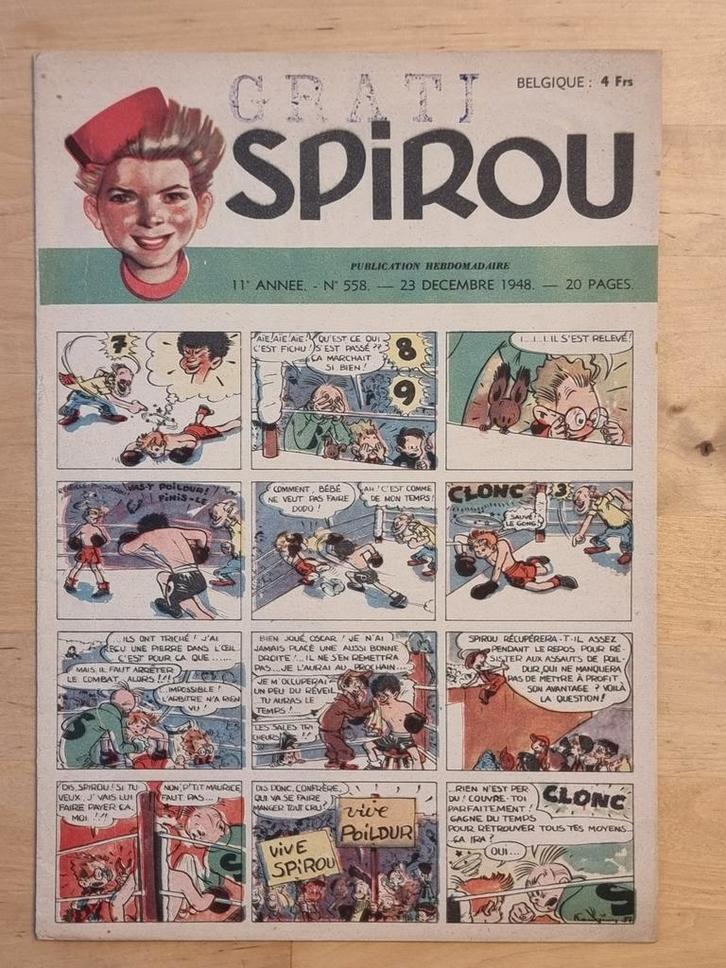 GRATI
BELGIQUE : 4 Frs
SPiROU
PUBLICATION HEBDOMADAIRE
11e ANNEE. - N° 558. — 23 DECEMBRE 1948. — 20 PAGES.
7
AÏE! AÏE! AÏE!
C'EST FICHU!
QU'EST CE QUI
S'EST PASSÉ ??
ÇA MARCHAIT
SI BIEN!
8
9
I...I...I..IL S'EST RELEVÉ!
VAS-Y POILDUR!
FINIS-LE
COMMENT, BÉBÉ
NE VEUT PAS FAIRE
DODO!
AH! C'EST COMME
DE MON TEMPS!
CLONC
3
SAUVÉ
LE GONG!
...ILS ONT TRICHÉ! J'AI
REÇU UNE PIERRE DANS L'ŒIL
C'EST POUR ÇA QUE......
MAIS, IL FAUT ARRÊTER
LE COMBAT, ALORS!!!
IMPOSSIBLE!
L'ARBITRE N'A RIEN
VU!
BIEN JOUÉ, OSCAR! JE N'AI
JAMAIS PLACÉ UNE AUSSI BONNE
DROITE!...IL NE S'EN REMETTRA
PAS...JE L'AURAI AU PROCHAIN...
JE M'OCCUPERAI
UN PEU DU RÉVEIL
TU AURAS LE
TEMPS!...
LES SALES TRI
CHEURS!!
SPIROU RÉCUPÉRERA-T-IL ASSEZ
PENDANT LE REPOS POUR RÉ-
SISTER AUX ASSAUTS DE POIL-
DUR, QUI NE MANQUERA
PAS DE METTRE À PROFIT
SON AVANTAGE ? VOILÀ
LA QUESTION!
DIS, SPIROU! SI TU
VEUX, J'VAIS LUI
FAIRE PAYER ÇA,
MOI!!!
NON, P'TIT MAURICE
FAUT PAS...
DIS DONC, CONFRÈRE,
QUI VA SE FAIRE
MANGER TOUT CRU?
ViVE
SPiROU
vive
POiLDUR
...RIEN N'EST PER
DU! COUVRE-TOI
PARFAITEMENT!
GAGNE DU TEMPS
POUR RETROUVER TOUS TES MOYENS...
ÇA IRA?
CLONC
OUI...
S